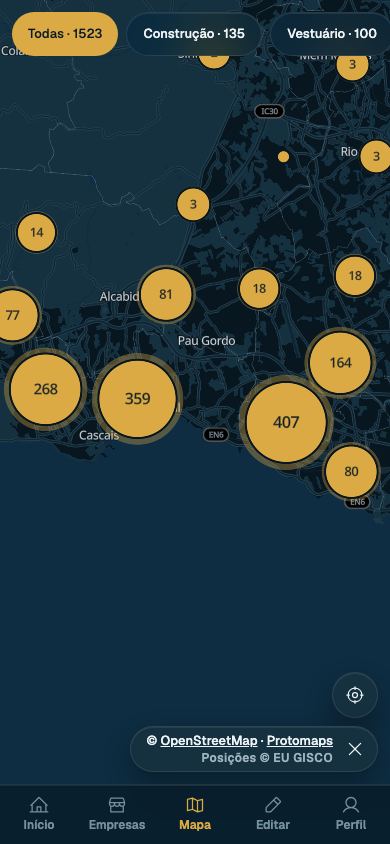 Todas · 1523
Construção · 135
Vestuário · 100
3
IC30
Rio
3
3
14
Alcabid
81
18
18
77
Pau Gordo
164
268
359
407
EN6
Cascais
80
EN6
© OpenStreetMap · Protomaps
Posições © EU GISCO
Início
Empresas
Mapa
Editar
Perfil